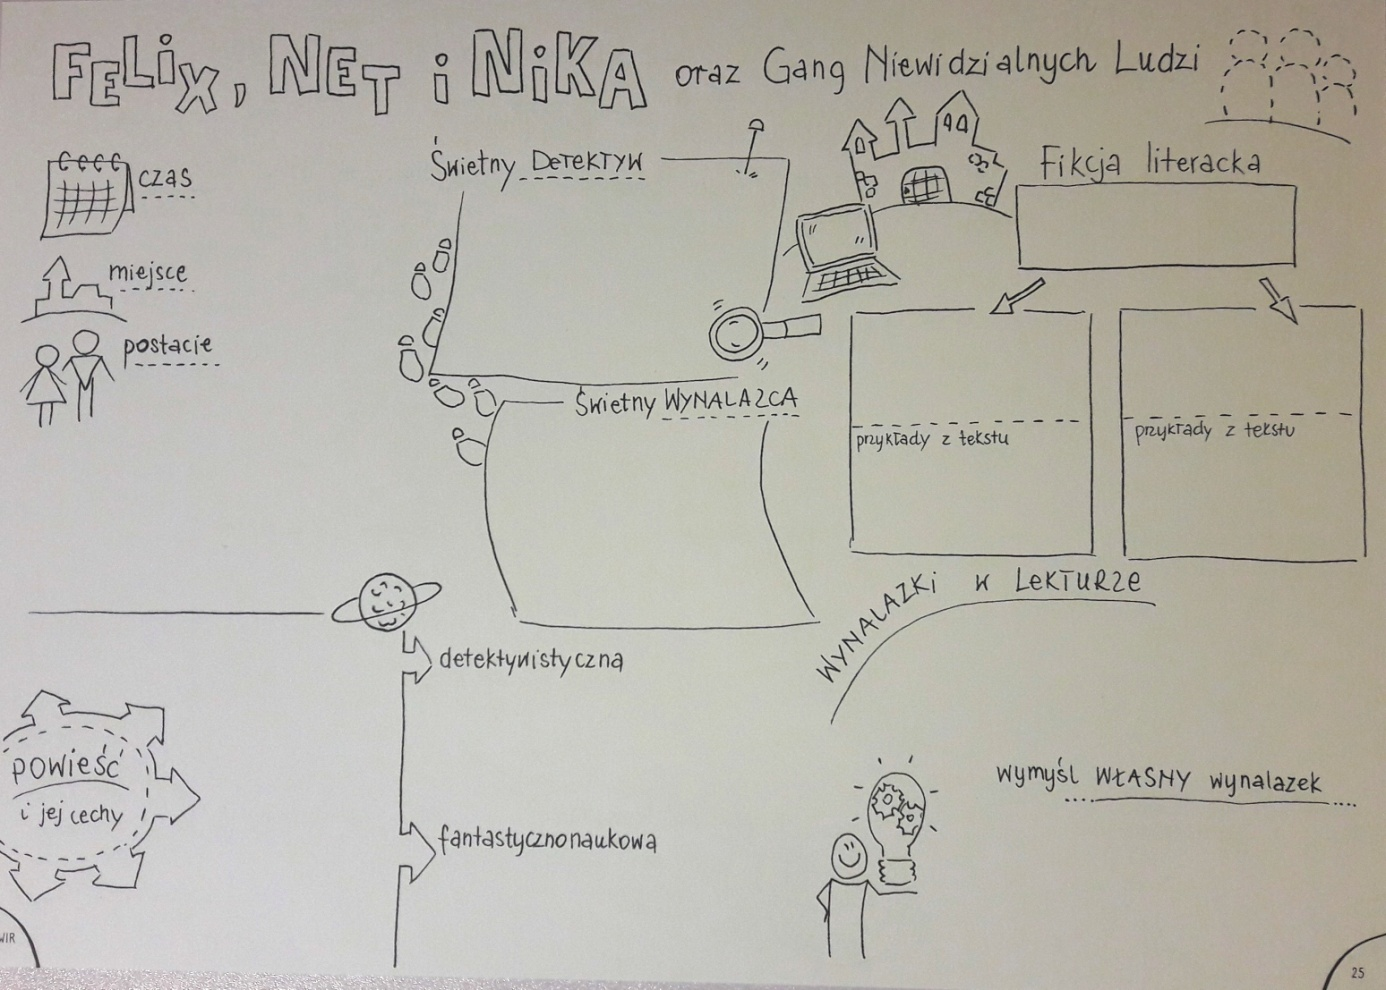 FELiX, NET i NiKA oraz Gang Niewidzialnych Ludzi
czas
miejsce
postacie
Świetny DeTeKTYW
Świetny WYNALAZCA
Fikcja literacka
przykłady z tekstu
przykłady z tekstu
WYNALAZKi w LeKTURZE
wymyśl WŁASNY wynalazek
powieść
i jej cechy
detektywistyczna
fantastycznonaukowa
WIR
25